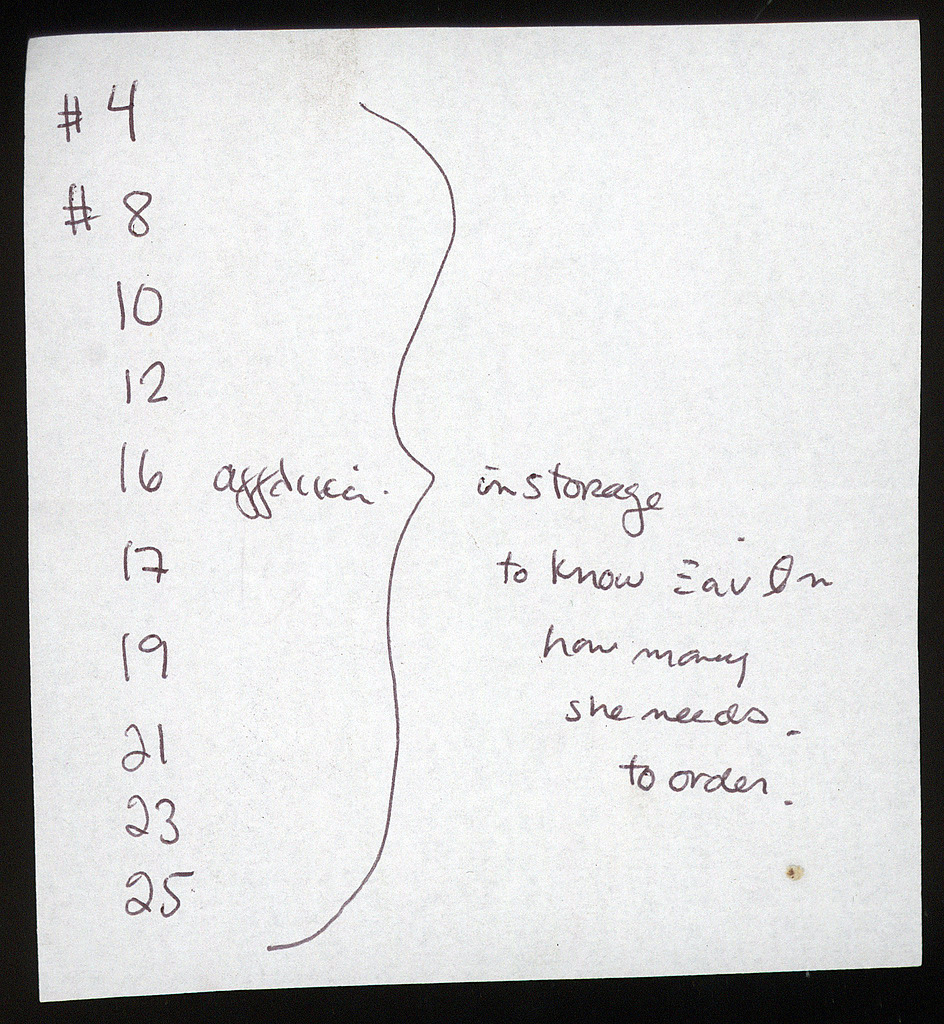 # 4
# 8
10
12
16
17
19
21
23
25
in storage
to know
how many
she needs.
to order.